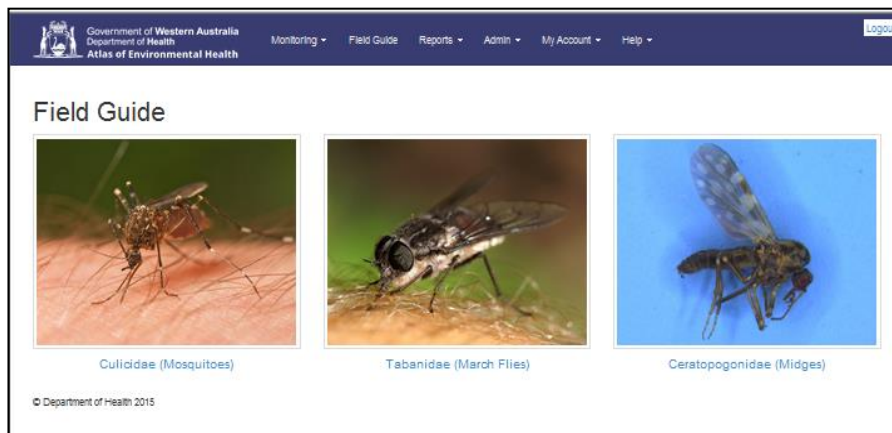 Government of Western Australia
Department of Health
Atlas of Environmental Health
Monitoring Field Guide Reports Admin My Account Help
Logou
Field Guide
Culicidae (Mosquitoes) Tabanidae (March Flies) Ceratopogonidae (Midges)
© Department of Health 2015